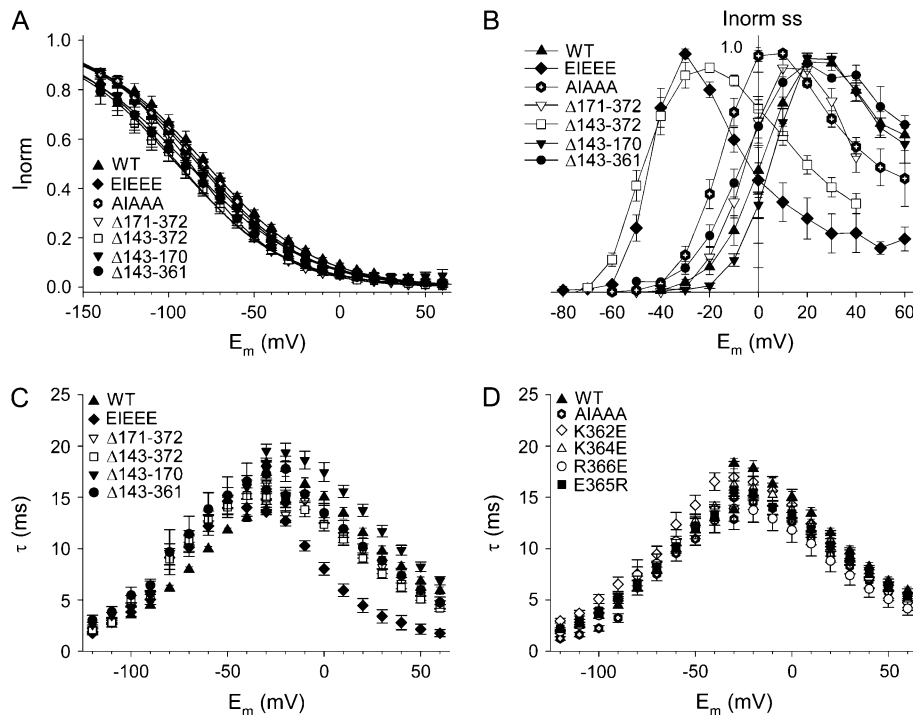 A
1.0
0.8
0.6
0.4
0.2
0.0
Inorm
WT
EIEEE
AIAAA
Δ171-372
Δ143-372
Δ143-170
Δ143-361
-150
-100
-50
0
50
Em (mV)
B
Inorm ss
1.0
WT
EIEEE
AIAAA
Δ171-372
Δ143-372
Δ143-170
Δ143-361
-80
-60
-40
-20
0
20
40
60
Em (mV)
C
25
20
15
10
5
0
τ (ms)
WT
EIEEE
Δ171-372
Δ143-372
Δ143-170
Δ143-361
-100
-50
0
50
Em (mV)
D
25
20
15
10
5
0
τ (ms)
WT
AIAAA
K362E
K364E
R366E
E365R
-100
-50
0
50
Em (mV)